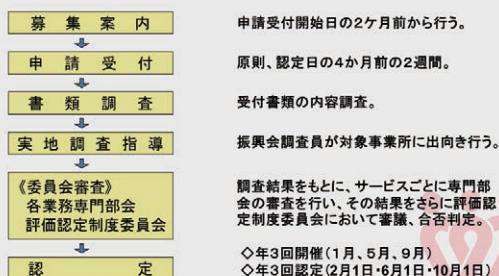 募集案内 申請受付開始日の2ケ月前から行う。
申請受付 原則、認定日の4か月前の2週間。
書類調査 受付書類の内容調査。
実地調査指導 振興会調査員が対象事業所に出向き行う。
《委員会審査》
各業務専門部会
評価認定制度委員会
調査結果をもとに、サービスごとに専門部
会の審査を行い、その結果をさらに評価認
定制度委員会において審議、合否判定。
認定
◇年3回開催(1月、5月、9月)
◇年3回認定(2月1日・6月1日・10月1日)